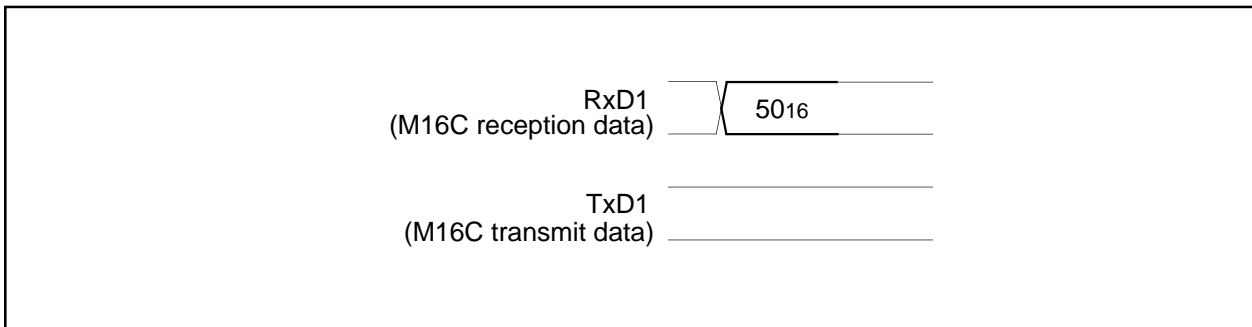 RxD1
(M16C reception data)
5016
TxD1
(M16C transmit data)